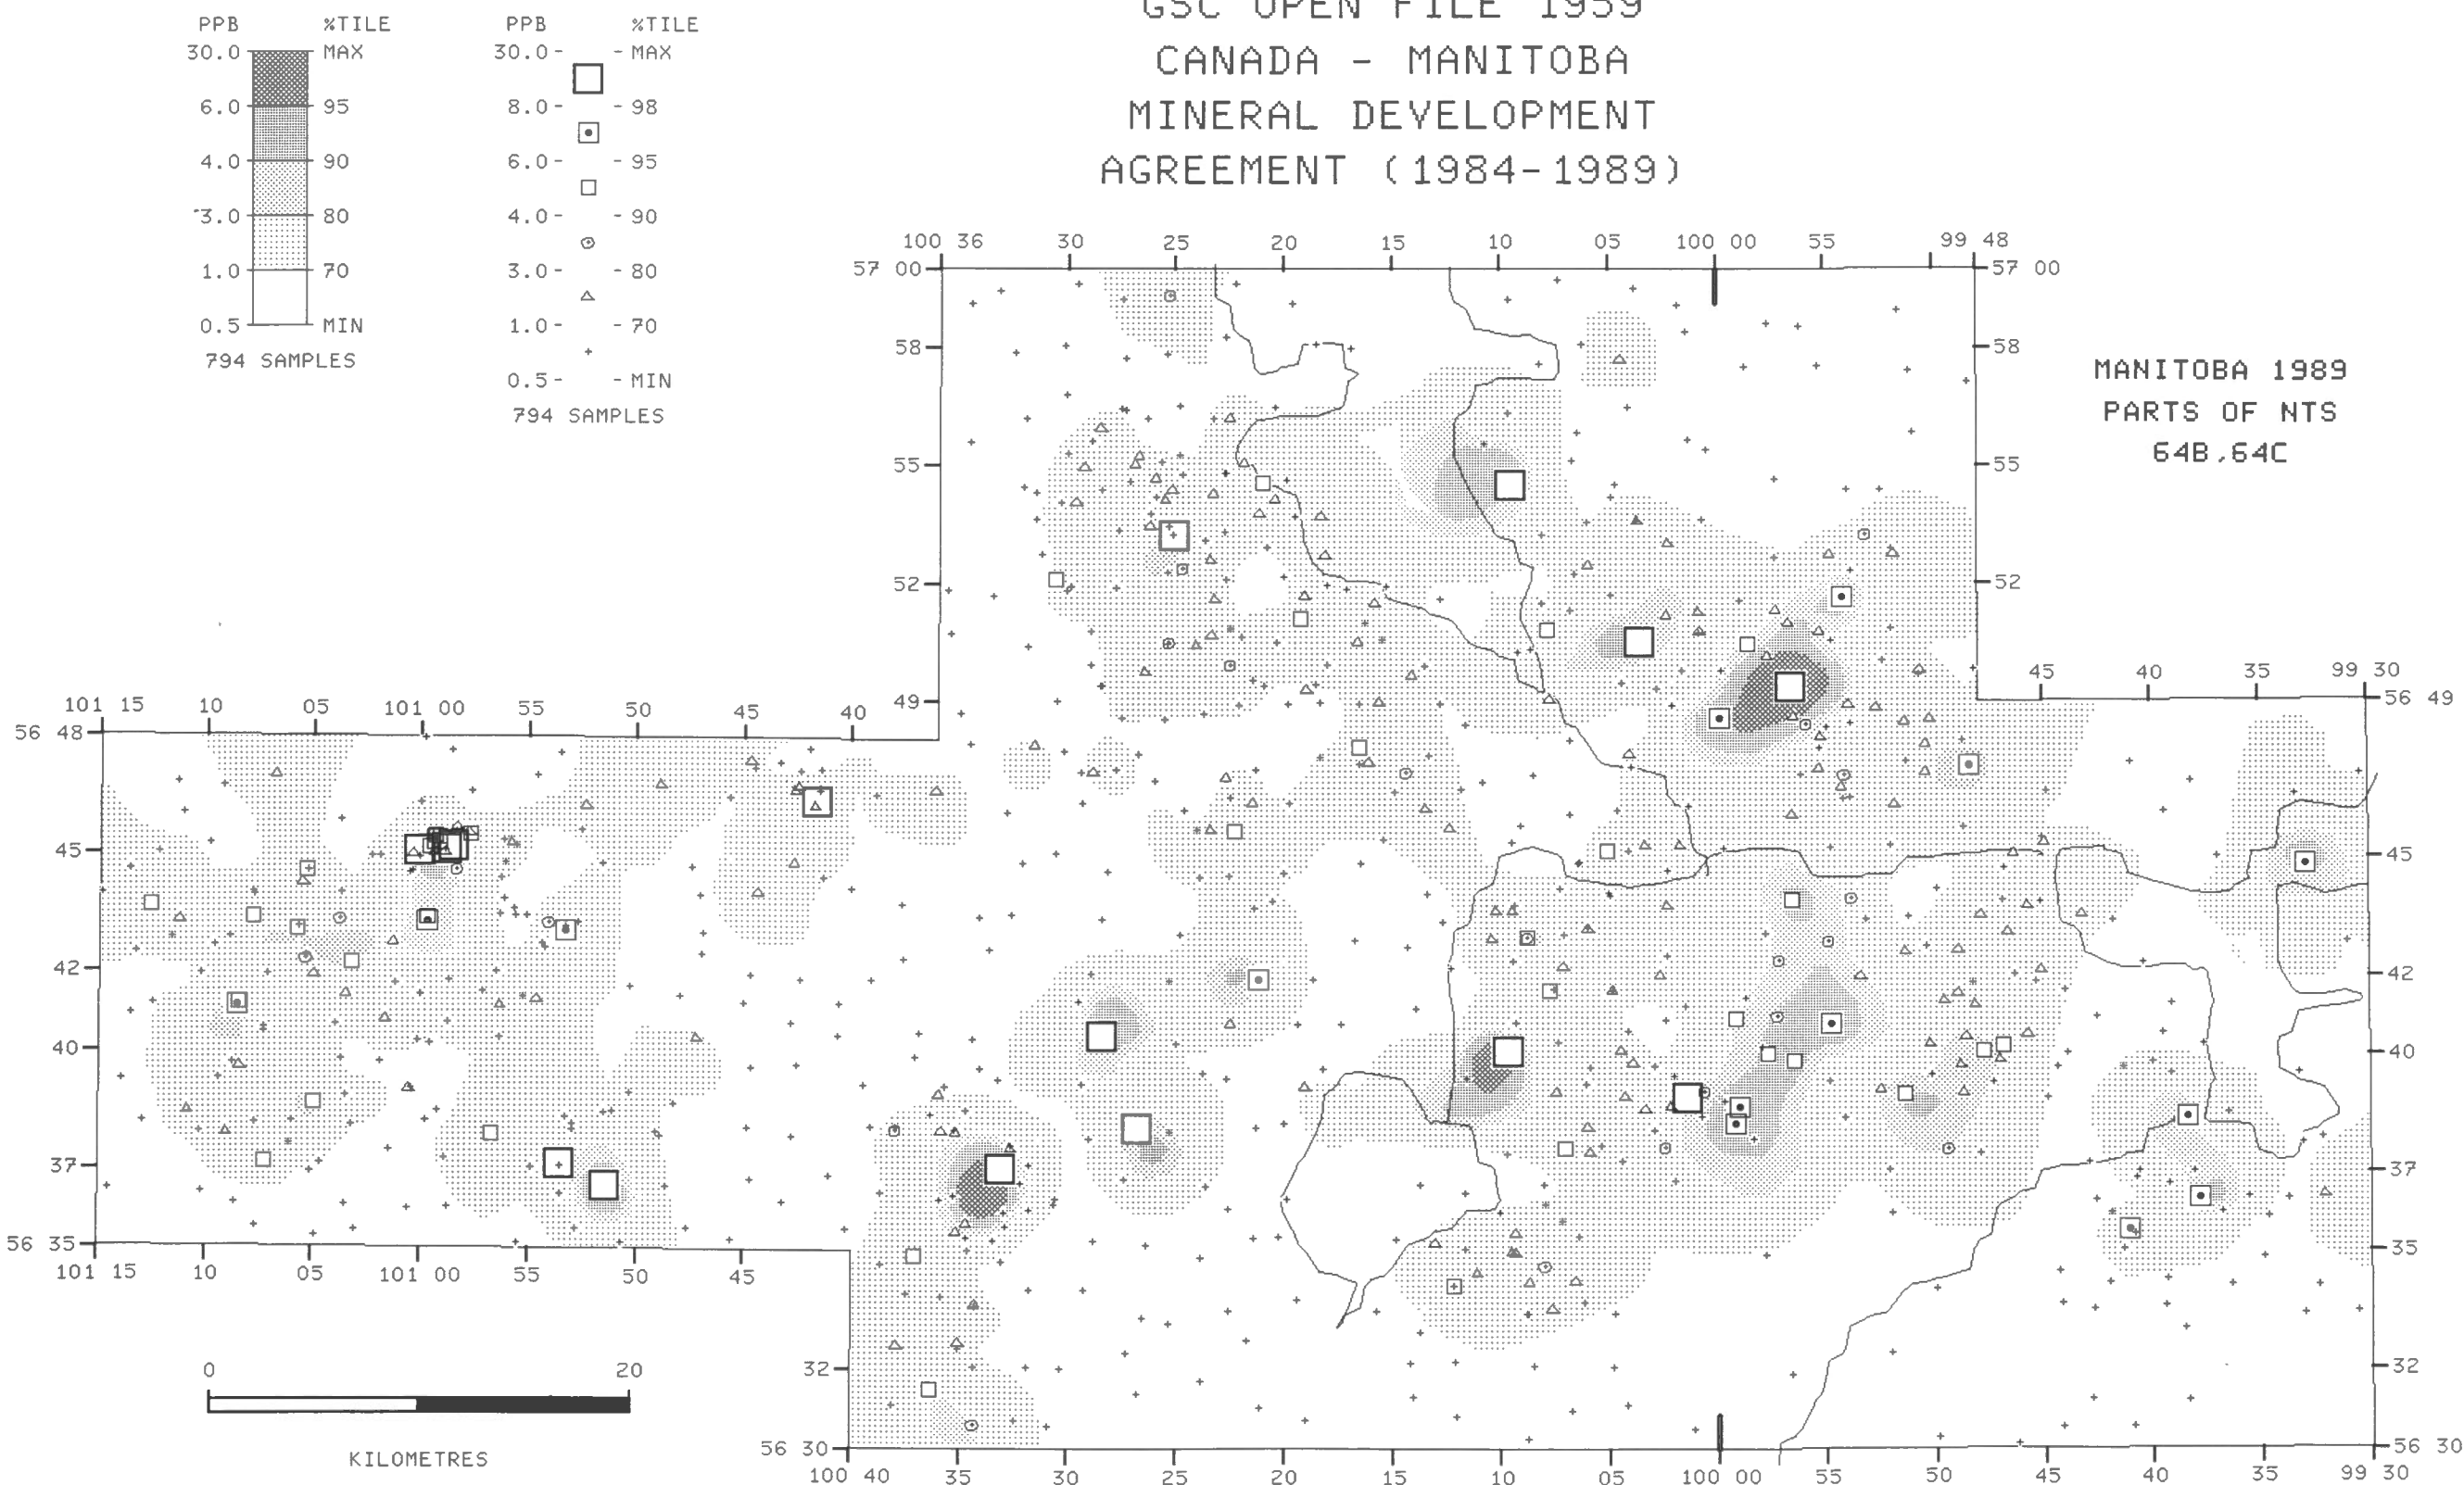 PPB %TILE
30.0 MAX
6.0 95
4.0 90
3.0 80
1.0 70
0.5 MIN
794 SAMPLES
PPB %TILE
30.0 - - MAX
8.0 - - 98
6.0 - - 95
4.0 - - 90
3.0 - - 80
1.0 - - 70
0.5 - - MIN
794 SAMPLES
GSC OPEN FILE 1959
CANADA - MANITOBA
MINERAL DEVELOPMENT
AGREEMENT (1984-1989)
MANITOBA 1989
PARTS OF NTS
64B,64C
100 36 30 25 20 15 10 05 100 00 55 99 48
57 00 57 00
58 58
55 55
52 52
49
45 40 35 99 30
56 49
101 15 10 05 101 00 55 50 45 40
56 48
45 45
42 42
40 40
37 37
56 35 35
101 15 10 05 101 00 55 50 45
32 32
56 30 56 30
100 40 35 30 25 20 15 10 05 100 00 55 50 45 40 35 99 30
0 20
KILOMETRES